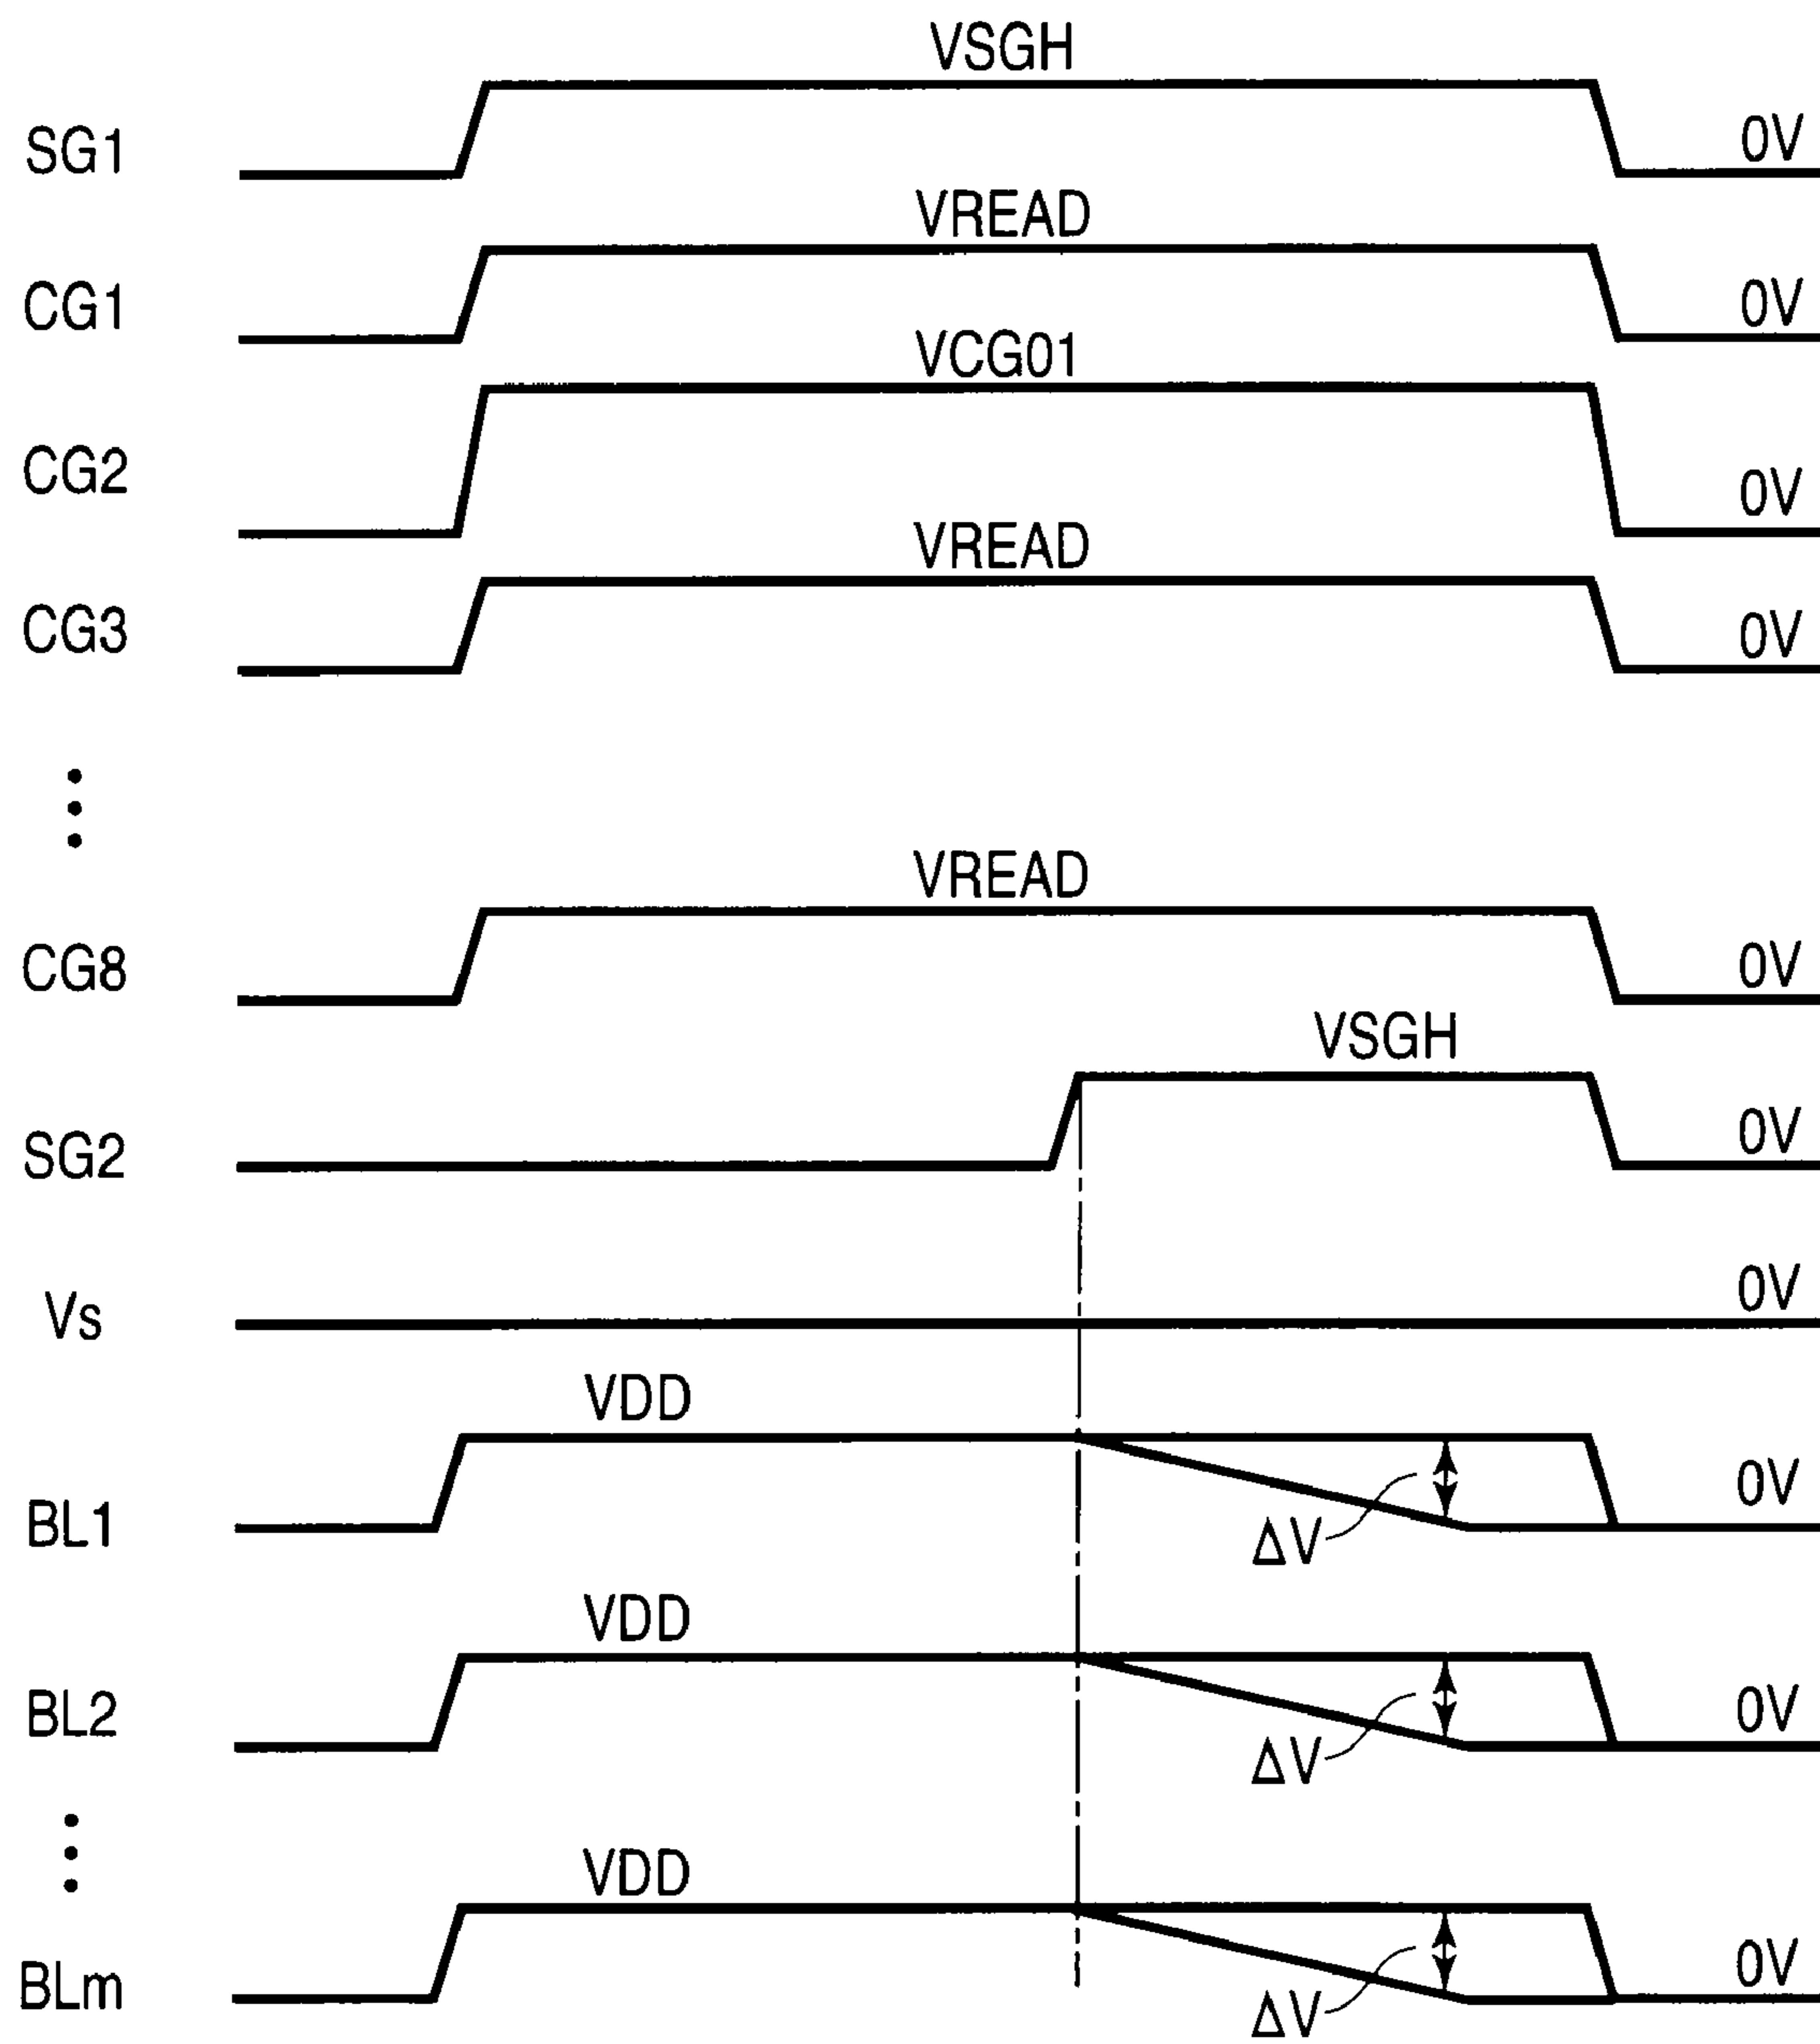 VSGH
SG1 0V
VREAD
CG1 0V
VCG01
CG2 0V
VREAD
CG3 0V
VREAD
CG8 0V
VSGH
SG2 0V
Vs 0V
VDD
BL1 0V
ΔV
VDD
BL2 0V
ΔV
VDD
BLm 0V
ΔV